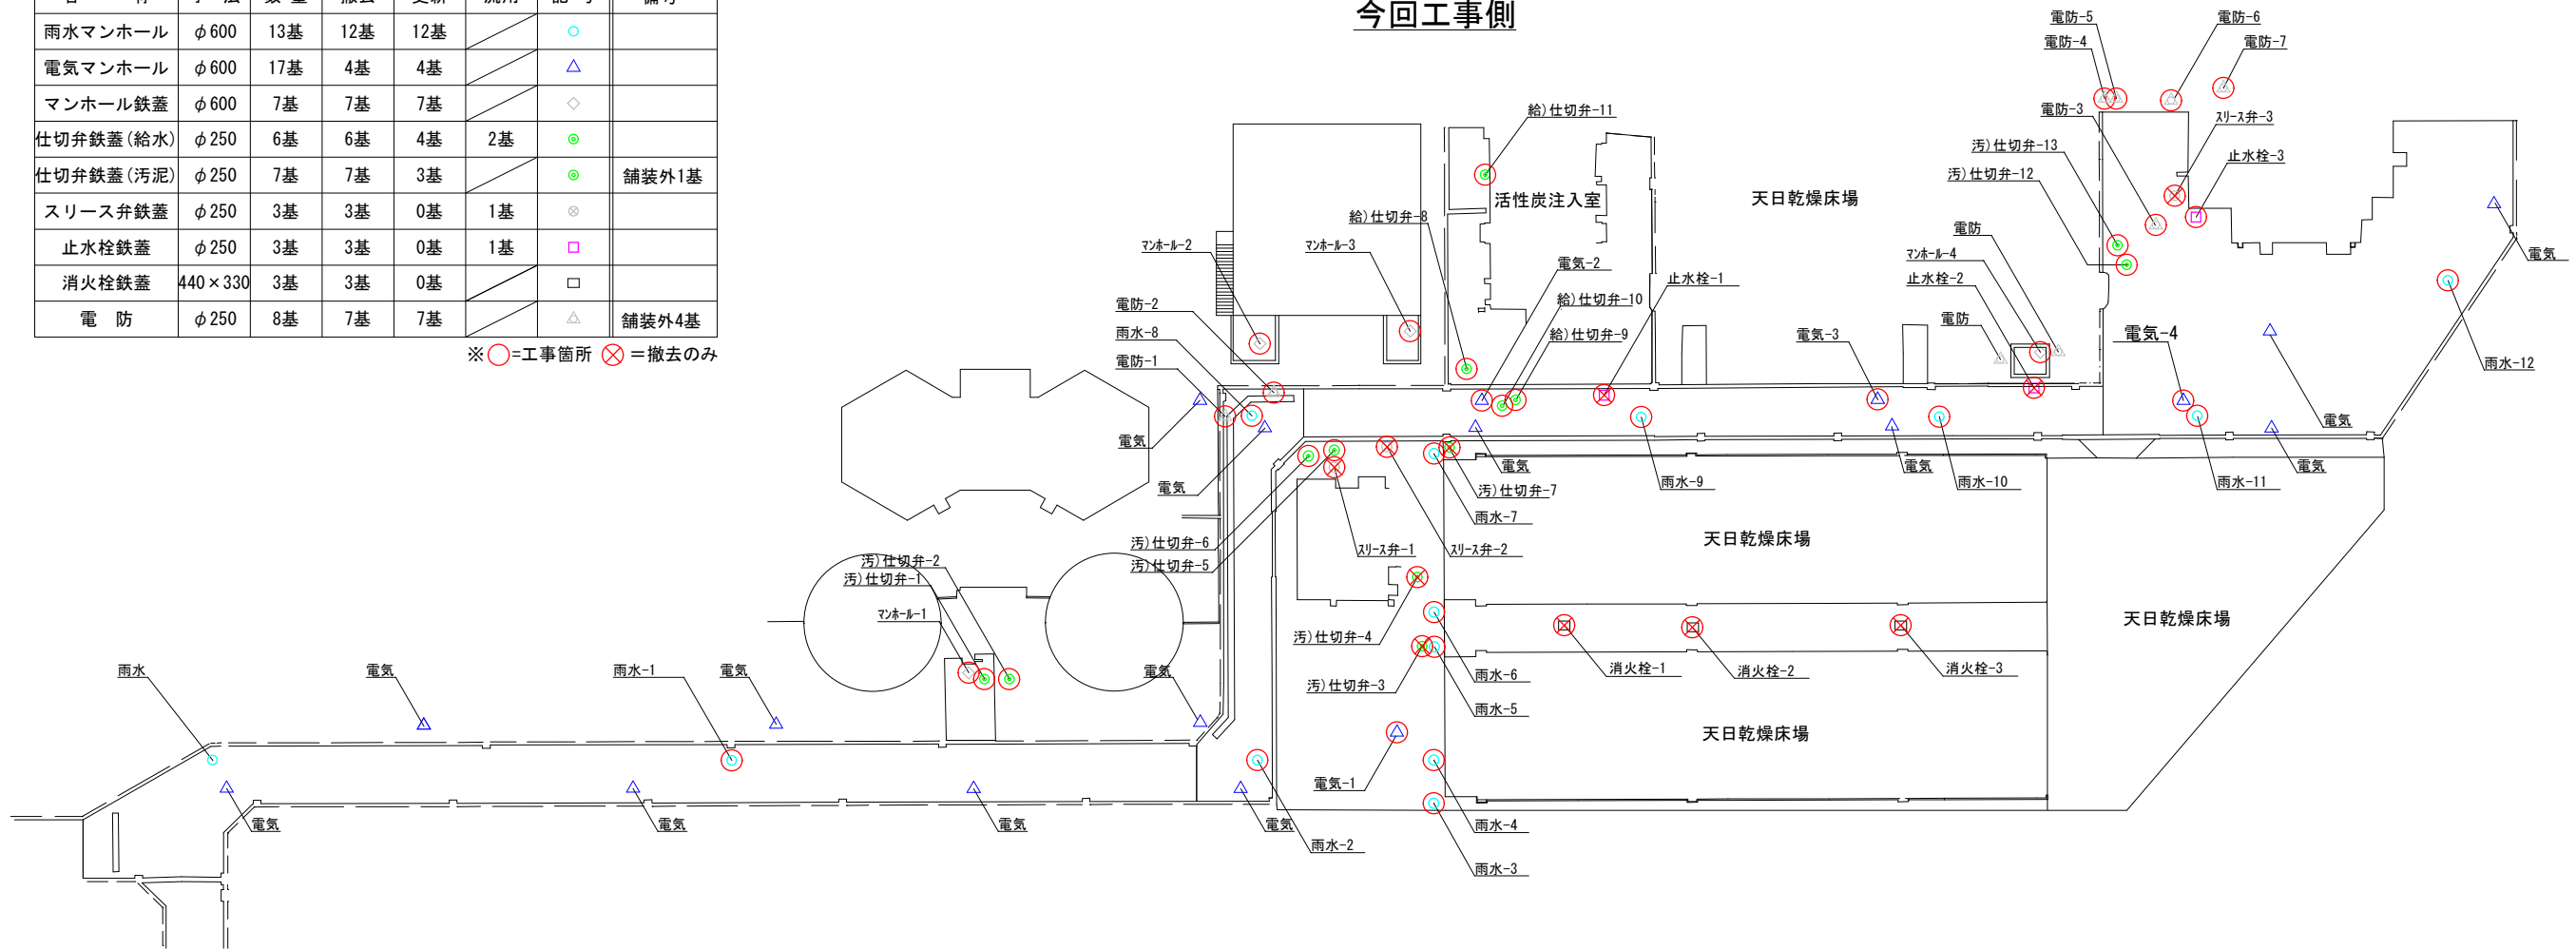 今回工事側
雨水マンホール φ600 13基 12基 12基
電気マンホール φ600 17基 4基 4基
マンホール鉄蓋 φ600 7基 7基 7基
仕切弁鉄蓋(給水) φ250 6基 6基 4基 2基
仕切弁鉄蓋(汚泥) φ250 7基 7基 3基 舗装外1基
スリース弁鉄蓋 φ250 3基 3基 0基 1基
止水栓鉄蓋 φ250 3基 3基 0基 1基
消火栓鉄蓋 440×330 3基 3基 0基
電 防 φ250 8基 7基 7基 舗装外4基
※ =工事箇所 =撤去のみ
電防-5
電防-6
電防-4
電防-7
電防-3
スリース弁-3
給)仕切弁-11
汚)仕切弁-13
止水栓-3
汚)仕切弁-12
活性炭注入室
天日乾燥床場
給)仕切弁-8
電防
マンホール-2
マンホール-3
マンホール-4
電気
電気-2
止水栓-1
止水栓-2
電防-2
給)仕切弁-10
電防
雨水-8
給)仕切弁-9
電気-3
電気-4
電防-1
雨水-12
電気
電気
電気
電気
電気
電気
雨水-9
雨水-10
雨水-11
汚)仕切弁-7
雨水-7
汚)仕切弁-6
スリース弁-1
スリース弁-2
天日乾燥床場
汚)仕切弁-5
汚)仕切弁-2
汚)仕切弁-1
マンホール-1
汚)仕切弁-4
天日乾燥床場
雨水
電気
雨水-1
電気
電気
雨水-6
消火栓-1
消火栓-2
消火栓-3
汚)仕切弁-3
雨水-5
天日乾燥床場
電気-1
電気
電気
電気
電気
雨水-4
雨水-2
雨水-3